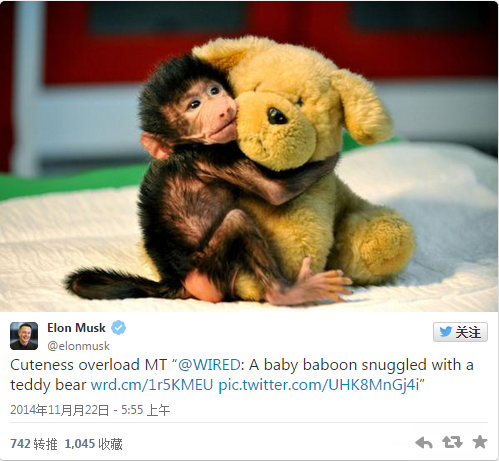 Elon Musk
@elonmusk
关注
Cuteness overload MT “@WIRED: A baby baboon snuggled with a
teddy bear wrd.cm/1r5KMEU pic.twitter.com/UHK8MnGj4i”
2014年11月月22日 - 5:55 上午
742 转推 1,045 收藏